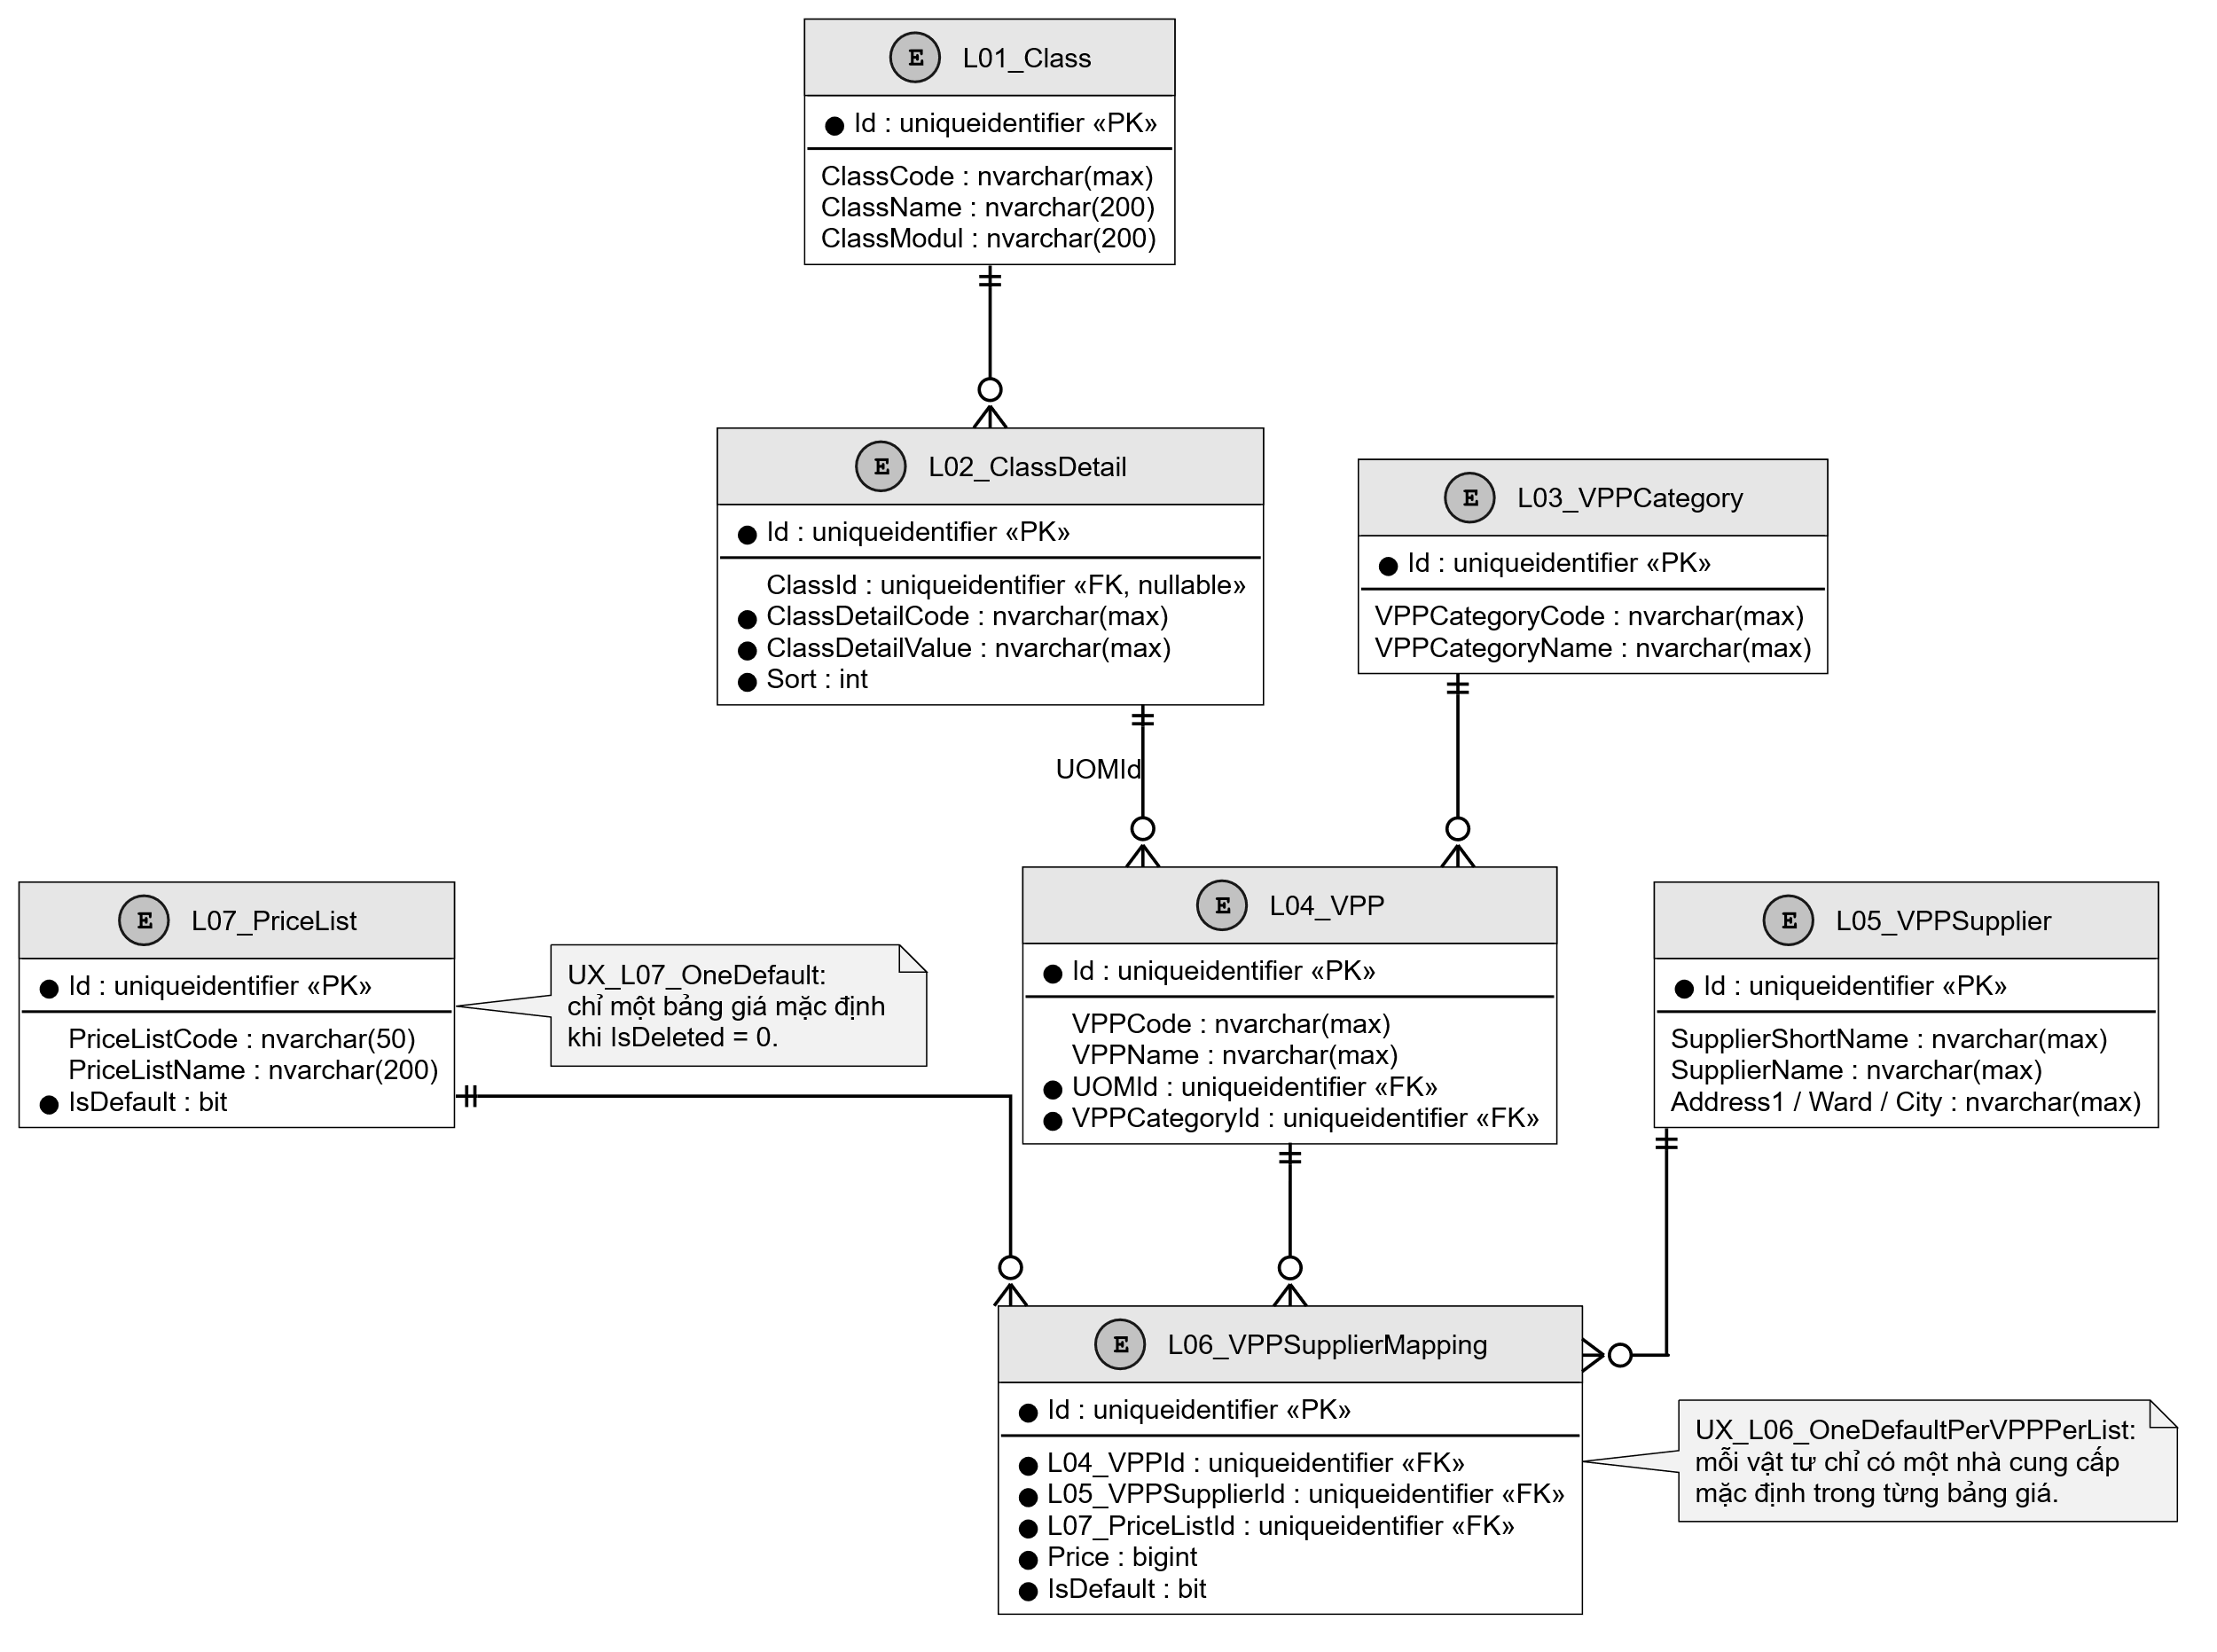 E L01_Class
Id : uniqueidentifier «PK»
ClassCode : nvarchar(max)
ClassName : nvarchar(200)
ClassModul : nvarchar(200)
E L02_ClassDetail
Id : uniqueidentifier «PK»
ClassId : uniqueidentifier «FK, nullable»
ClassDetailCode : nvarchar(max)
ClassDetailValue : nvarchar(max)
Sort : int
E L03_VPPCategory
Id : uniqueidentifier «PK»
VPPCategoryCode : nvarchar(max)
VPPCategoryName : nvarchar(max)
UOMId
E L07_PriceList
Id : uniqueidentifier «PK»
PriceListCode : nvarchar(50)
PriceListName : nvarchar(200)
IsDefault : bit
UX_L07_OneDefault:
chỉ một bảng giá mặc định
khi IsDeleted = 0.
E L04_VPP
Id : uniqueidentifier «PK»
VPPCode : nvarchar(max)
VPPName : nvarchar(max)
UOMId : uniqueidentifier «FK»
VPPCategoryId : uniqueidentifier «FK»
E L05_VPPSupplier
Id : uniqueidentifier «PK»
SupplierShortName : nvarchar(max)
SupplierName : nvarchar(max)
Address1 / Ward / City : nvarchar(max)
E L06_VPPSupplierMapping
Id : uniqueidentifier «PK»
L04_VPPId : uniqueidentifier «FK»
L05_VPPSupplierId : uniqueidentifier «FK»
L07_PriceListId : uniqueidentifier «FK»
Price : bigint
IsDefault : bit
UX_L06_OneDefaultPerVPPPerList:
mỗi vật tư chỉ có một nhà cung cấp
mặc định trong từng bảng giá.